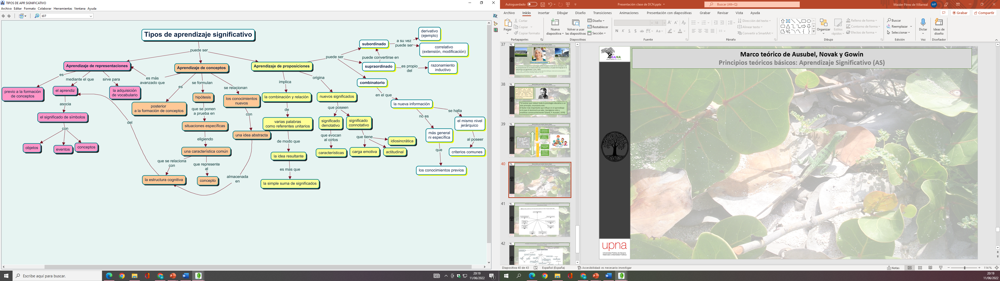 TIPOS DE APR SIGNIFICATIVO
Archivo Editar Formato Colaborar Herramientas Ventana Ayuda
107
Tipos de aprendizaje significativo
puede ser
Aprendizaje de representaciones
es
previo a la formación
de conceptos
mediante el que
el aprendiz
asocia
el significado de símbolos
con
objetos
eventos
conceptos
sirve para
la adquisición
de vocabulario
Aprendizaje de conceptos
es más
avanzado que
es
posterior
a la formación de conceptos
se formulan
hipótesis
que se ponen
a prueba en
situaciones específicas
eligiendo
una característica común
que se relaciona
con
la estructura cognitiva
del
que represente
al
concepto
se relacionan
los conocimientos
nuevos
con
una idea abstracta
almacenada
en
Aprendizaje de proposiciones
implica
la combinación y relación
de
varias palabras
como referentes unitarios
de modo que
la idea resultante
es más que
la simple suma de significados
origina
nuevos significados
que poseen
significado
denotativo
que evocan
al oírlos
características
significado
connotativo
que tiene
idiosincrática
carga emotiva
actitudinal
puede ser
subordinado
a su vez
puede ser
derivativo
(ejemplo)
correlativo
(extensión, modificación)
puede convertirse en
supraordinado
es propio
del
razonamiento
inductivo
combinatorio
en el que
la nueva información
no es
más general
ni específica
que
los conocimientos previos
se halla
el mismo nivel
jerárquico
al poseer
criterios comunes
Escribe aquí para buscar.
20:19
11/06/2022
Autoguardado
Presentación clase de DCN.pptx
Buscar (Alt+Q)
Maider Pérez de Villarreal MP
Archivo Inicio Insertar Dibujar Diseño Transiciones Animaciones Presentación con diapositivas Grabar Revisar Vista Ayuda
Grabar Compartir
Pegar
Cortar
Copiar
Copiar formato
Portapapeles
Nueva
diapositiva
Volver a usar
las diapositivas
Diseño
Restablecer
Sección
Diapositivas
18
N K S S ab AV Aa
Fuente
Dirección del texto
Alinear texto
Convertir a SmartArt
Párrafo
Organizar
Estilos
rápidos
Relleno de forma
Contorno de forma
Efectos de forma
Dibujo
Buscar
Reemplazar
Seleccionar
Edición
Dictar
Voz
Ideas de
diseño
Diseñador
37
38
39
40
41
42
ASSANA
Marco teórico de Ausubel, Novak y Gowin
Principios teóricos básicos: Aprendizaje Significativo (AS)
upna
Universidad Pública de Navarra
Nafarroako Unibertsitate Publikoa
Diapositiva 40 de 43
Español (España)
Accesibilidad: es necesario investigar
Notas
114 %
20:19
11/06/2022